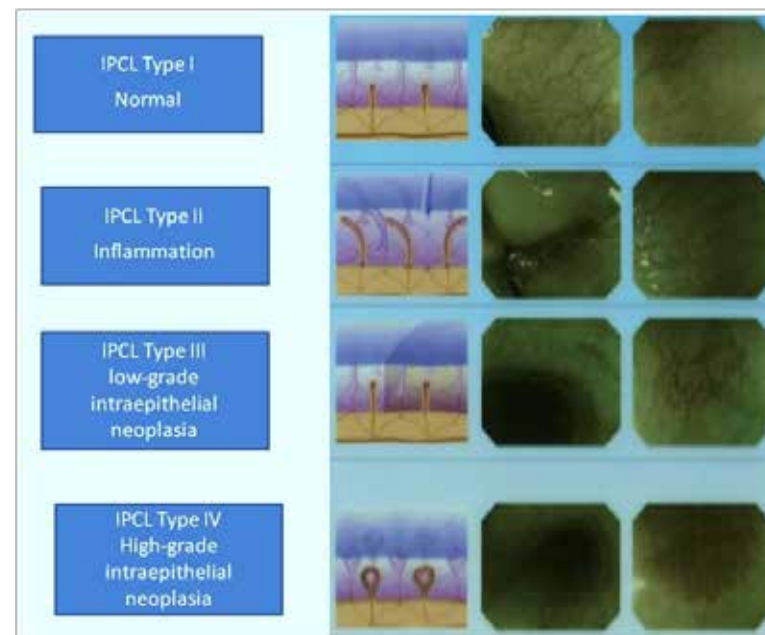 IPCL Type I
Normal
IPCL Type II
Inflammation
IPCL Type III
low-grade
intraepithelial
neoplasia
IPCL Type IV
High-grade
intraepithelial
neoplasia